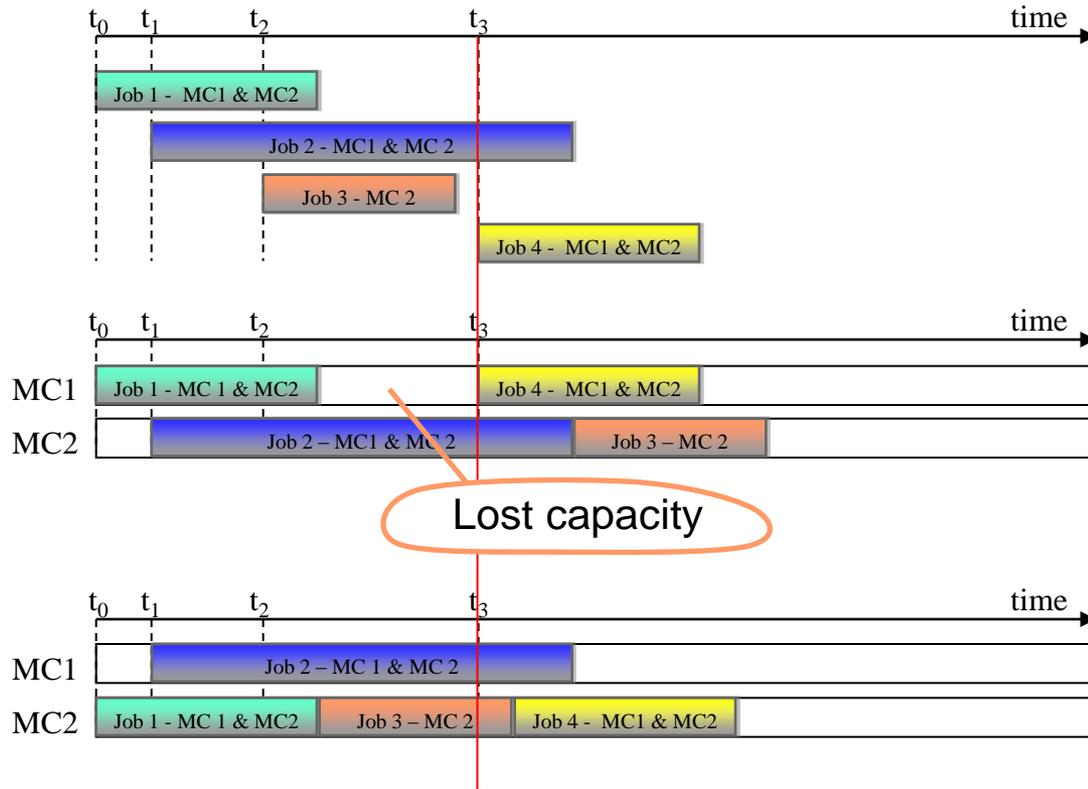 t0 t1 t2 t3 time
Job 1 - MC1 & MC2
Job 2 - MC1 & MC 2
Job 3 - MC 2
Job 4 - MC1 & MC2
t0 t1 t2 t3 time
MC1 Job 1 - MC 1 & MC2 Job 4 - MC1 & MC2
MC2 Job 2 – MC1 & MC 2 Job 3 – MC 2
Lost capacity
t0 t1 t2 t3 time
MC1 Job 2 – MC 1 & MC 2
MC2 Job 1 - MC 1 & MC2 Job 3 – MC 2 Job 4 - MC1 & MC2